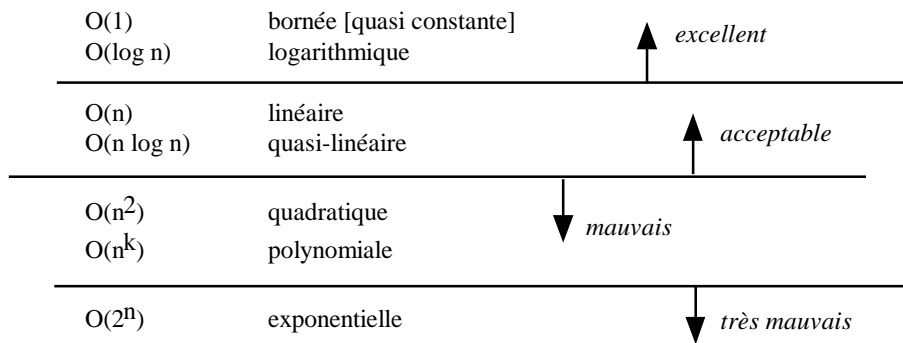 O(1) bornée [quasi constante] excellent
O(log n) logarithmique
O(n) linéaire
O(n log n) quasi-linéaire acceptable
O(n²) quadratique mauvais
O(nᵏ) polynomiale
O(2ⁿ) exponentielle très mauvais